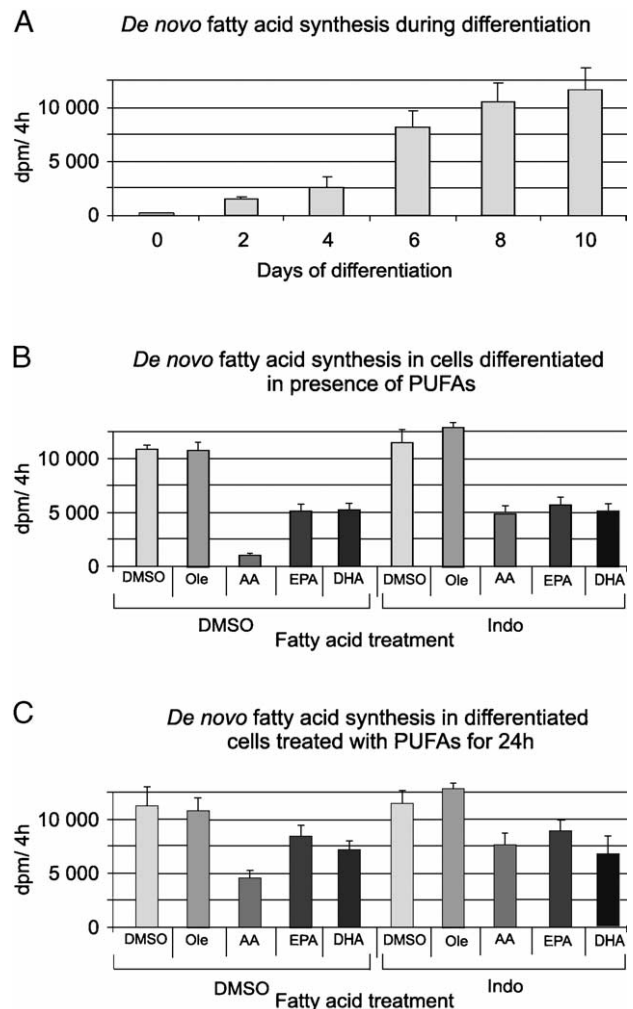 A
De novo fatty acid synthesis during differentiation
dpm/ 4h
10 000
5 000
0
0 2 4 6 8 10
Days of differentiation
B
De novo fatty acid synthesis in cells differentiated
in presence of PUFAs
dpm/ 4h
10 000
5 000
0
DMSO Ole AA EPA DHA DMSO Ole AA EPA DHA
DMSO Indo
Fatty acid treatment
C
De novo fatty acid synthesis in differentiated
cells treated with PUFAs for 24h
dpm/ 4h
10 000
5 000
0
DMSO Ole AA EPA DHA DMSO Ole AA EPA DHA
DMSO Indo
Fatty acid treatment